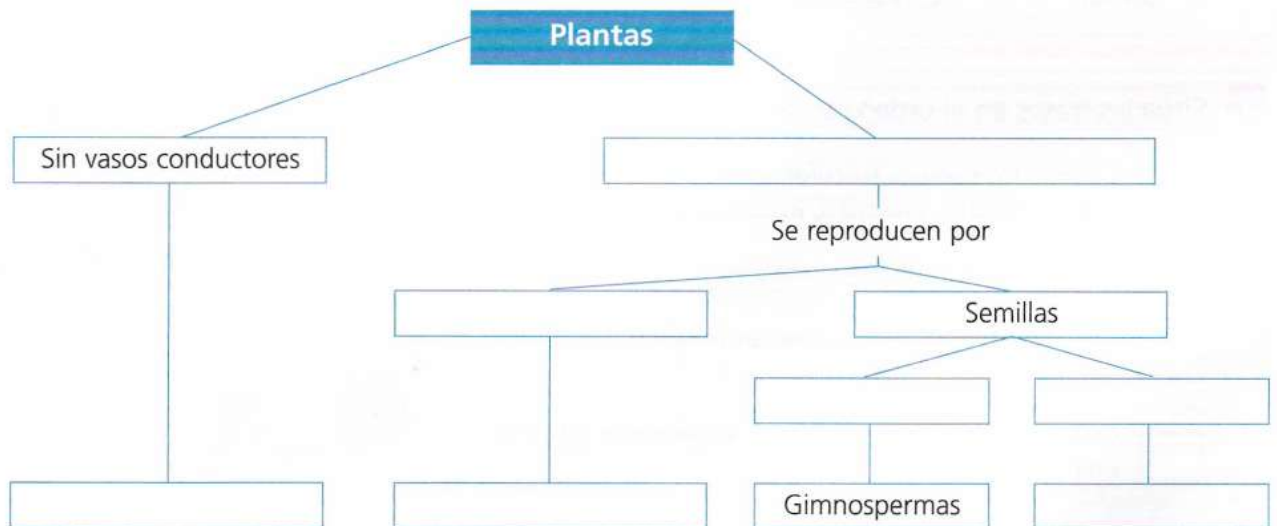 Plantas
Sin vasos conductores
Se reproducen por
Semillas
Gimnospermas